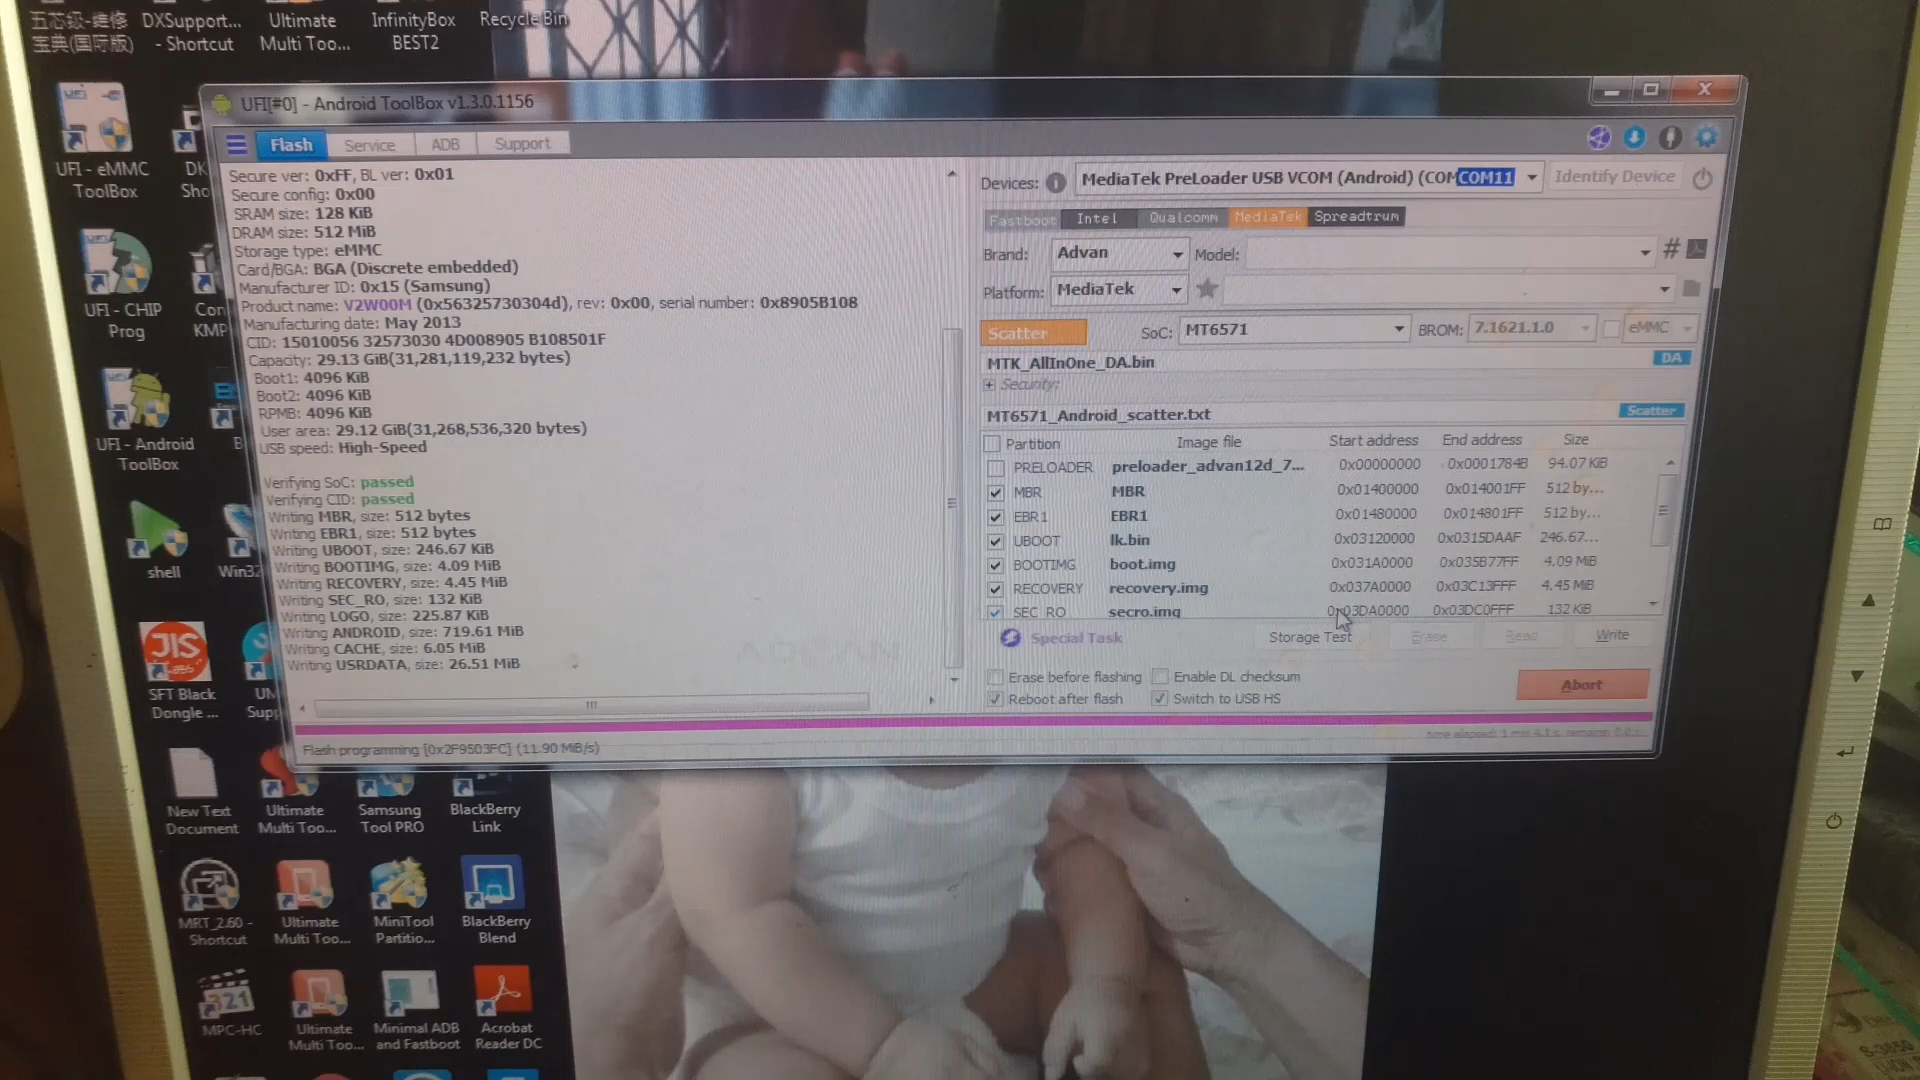 五芯级-维修
宝典(国际版)
DXSupport...
- Shortcut
Ultimate
Multi Too...
InfinityBox
BEST2
Recycle Bin
UFI - eMMC
ToolBox
DK
Sho
UFI - CHIP
Prog
Con
KMP
UFI - Android
ToolBox
B
shell
Win32
SFT Black
Dongle ...
UM
Supp
New Text
Document
Ultimate
Multi Too...
Samsung
Tool PRO
BlackBerry
Link
MRT_2.60 -
Shortcut
Ultimate
Multi Too...
MiniTool
Partitio...
BlackBerry
Blend
321
MPC-HC
Ultimate
Multi Too...
Minimal ADB
and Fastboot
Acrobat
Reader DC
UFI[#0] - Android ToolBox v1.3.0.1156
Flash
Service
ADB
Support
Secure ver: 0xFF, BL ver: 0x01
Secure config: 0x00
SRAM size: 128 KiB
DRAM size: 512 MiB
Storage type: eMMC
Card/BGA: BGA (Discrete embedded)
Manufacturer ID: 0x15 (Samsung)
Product name: V2W00M (0x56325730304d), rev: 0x00, serial number: 0x8905B108
Manufacturing date: May 2013
CID: 15010056 32573030 4D008905 B108501F
Capacity: 29.13 GiB(31,281,119,232 bytes)
Boot1: 4096 KiB
Boot2: 4096 KiB
RPMB: 4096 KiB
User area: 29.12 GiB(31,268,536,320 bytes)
USB speed: High-Speed
Verifying SoC: passed
Verifying CID: passed
Writing MBR, size: 512 bytes
Writing EBR1, size: 512 bytes
Writing UBOOT, size: 246.67 KiB
Writing BOOTIMG, size: 4.09 MiB
Writing RECOVERY, size: 4.45 MiB
Writing SEC_RO, size: 132 KiB
Writing LOGO, size: 225.87 KiB
Writing ANDROID, size: 719.61 MiB
Writing CACHE, size: 6.05 MiB
Writing USRDATA, size: 26.51 MiB
Flash programming [0x2F9503FC] (11.90 MiB/s)
Devices:
MediaTek PreLoader USB VCOM (Android) (COM
COM11
Identify Device
Fastboot
Intel
Qualcomm
MediaTek
Spreadtrum
Brand: Advan
Model:
Platform: MediaTek
Scatter
SoC: MT6571
BROM: 7.1621.1.0
eMMC
MTK_AllInOne_DA.bin
DA
Security:
MT6571_Android_scatter.txt
Scatter
Partition Image file Start address End address Size
PRELOADER preloader_advan12d_7... 0x00000000 0x0001784B 94.07 KiB
MBR MBR 0x01400000 0x014001FF 512 by...
EBR1 EBR1 0x01480000 0x014801FF 512 by...
UBOOT lk.bin 0x03120000 0x0315DAAF 246.67...
BOOTIMG boot.img 0x031A0000 0x035B77FF 4.09 MiB
RECOVERY recovery.img 0x037A0000 0x03C13FFF 4.45 MiB
SEC_RO secro.img 0x03DA0000 0x03DC0FFF 132 KiB
Special Task
Storage Test
Erase
Read
Write
Erase before flashing
Enable DL checksum
Reboot after flash
Switch to USB HS
Abort